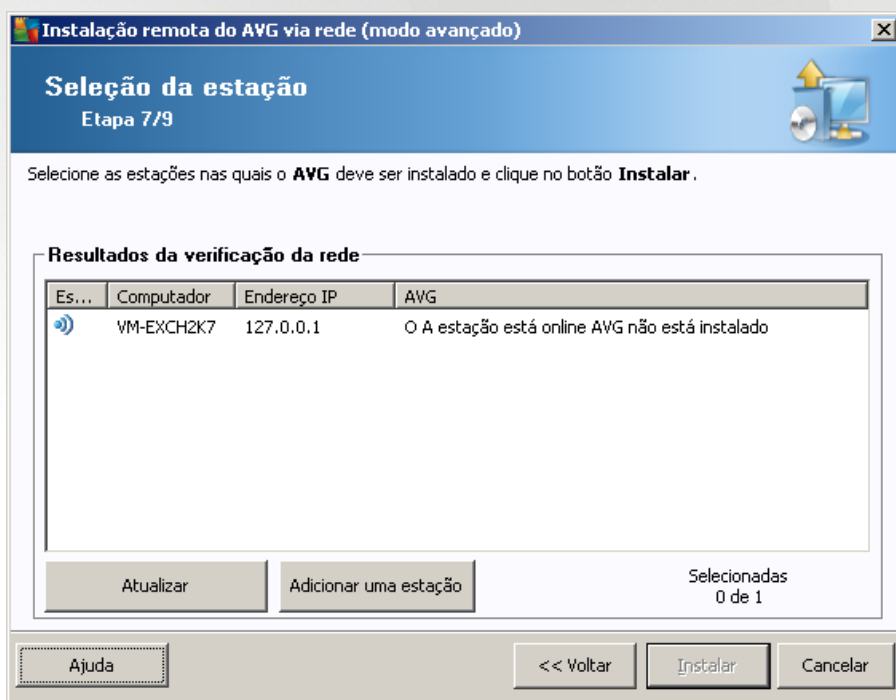 Instalação remota do AVG via rede (modo avançado)
Seleção da estação
Etapa 7/9
Selecione as estações nas quais o AVG deve ser instalado e clique no botão Instalar.
Resultados da verificação da rede
Es... Computador Endereço IP AVG
VM-EXCH2K7 127.0.0.1 O A estação está online AVG não está instalado
Atualizar Adicionar uma estação Selecionadas
0 de 1
Ajuda << Voltar Instalar Cancelar